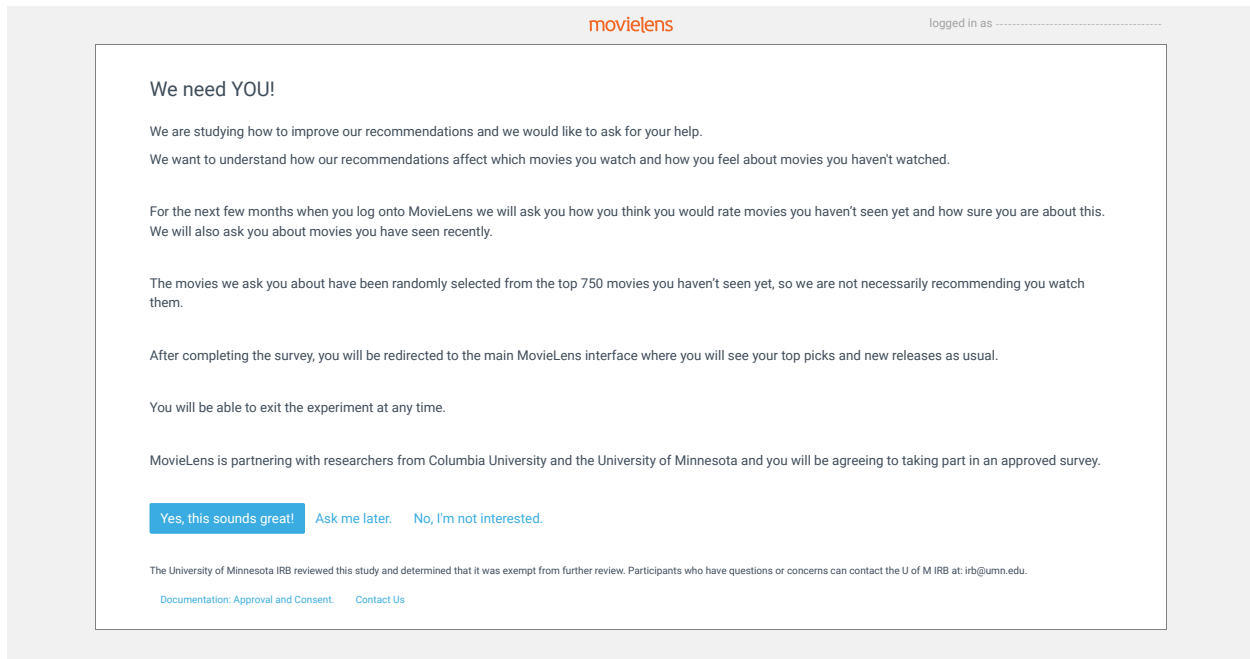 movielens
logged in as ----------------------------------------
We need YOU!
We are studying how to improve our recommendations and we would like to ask for your help.
We want to understand how our recommendations affect which movies you watch and how you feel about movies you haven't watched.
For the next few months when you log onto MovieLens we will ask you how you think you would rate movies you haven't seen yet and how sure you are about this.
We will also ask you about movies you have seen recently.
The movies we ask you about have been randomly selected from the top 750 movies you haven't seen yet, so we are not necessarily recommending you watch
them.
After completing the survey, you will be redirected to the main MovieLens interface where you will see your top picks and new releases as usual.
You will be able to exit the experiment at any time.
MovieLens is partnering with researchers from Columbia University and the University of Minnesota and you will be agreeing to taking part in an approved survey.
Yes, this sounds great! Ask me later. No, I'm not interested.
The University of Minnesota IRB reviewed this study and determined that it was exempt from further review. Participants who have questions or concerns can contact the U of M IRB at: irb@umn.edu.
Documentation: Approval and Consent. Contact Us